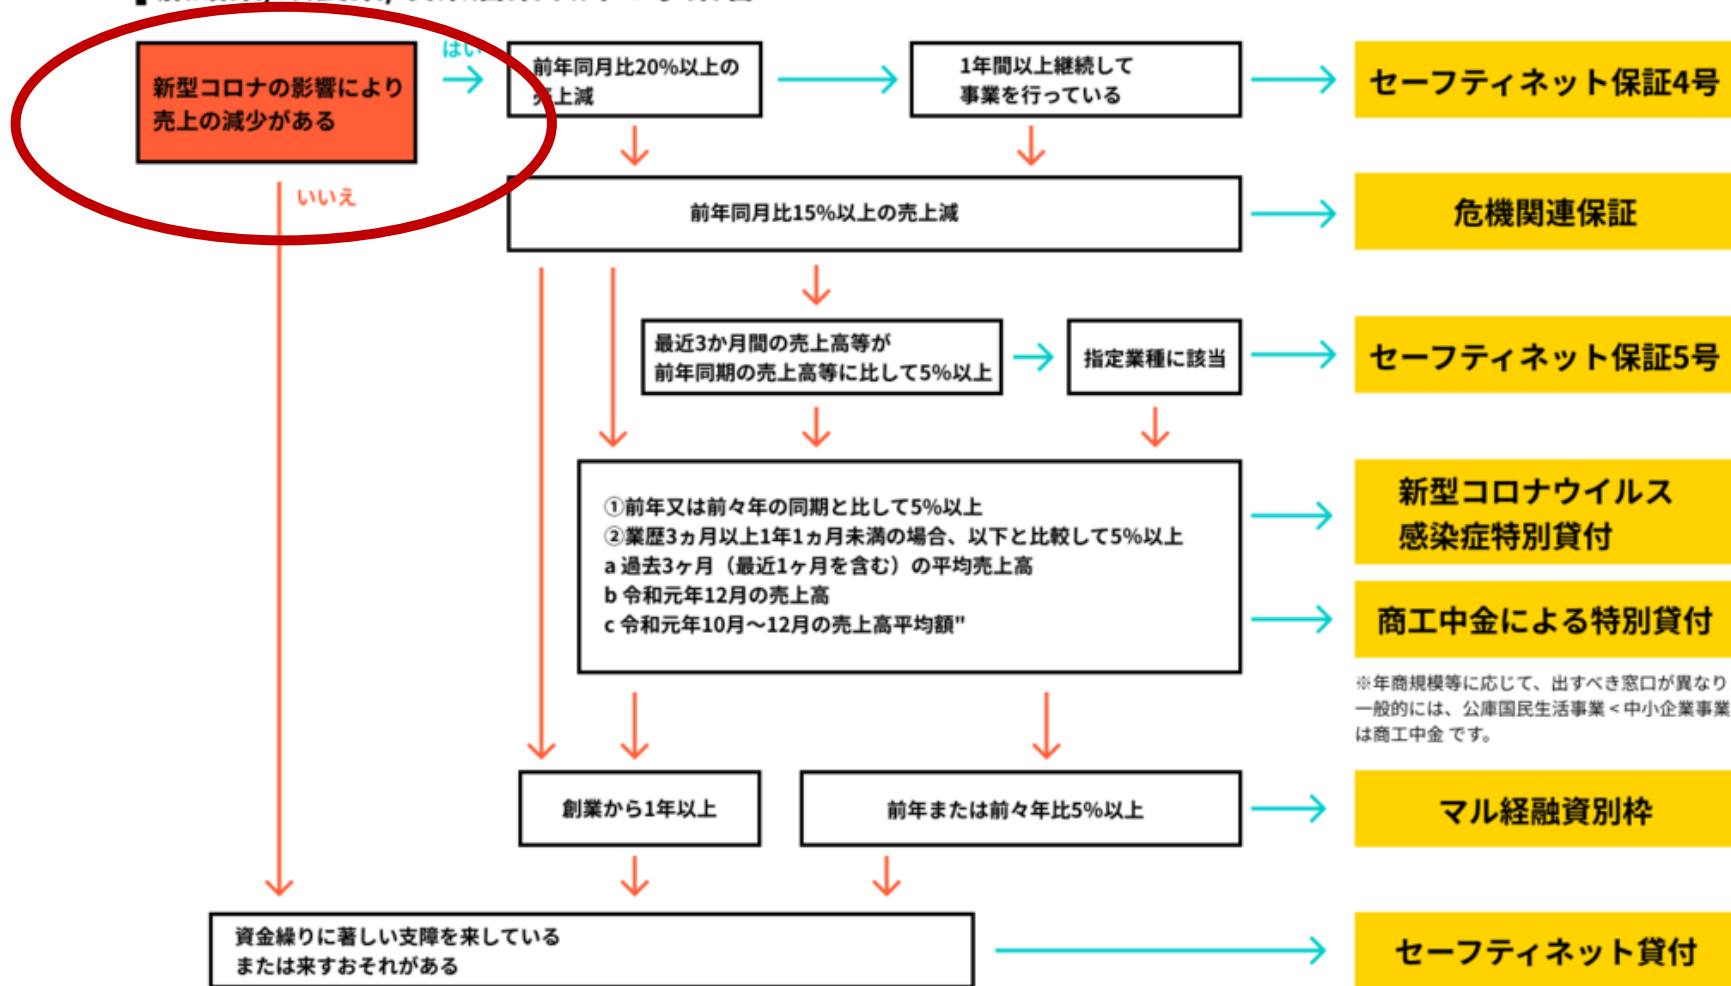 新型コロナの影響により
売上の減少がある
はい
いいえ
前年同月比20%以上の
売上減
1年間以上継続して
事業を行っている
セーフティネット保証4号
前年同月比15%以上の売上減
危機関連保証
最近3か月間の売上高等が
前年同期の売上高等に比して5%以上
指定業種に該当
セーフティネット保証5号
①前年又は前々年の同期と比して5%以上
②業歴3ヵ月以上1年1ヵ月未満の場合、以下と比較して5%以上
a 過去3ヶ月（最近1ヶ月を含む）の平均売上高
b 令和元年12月の売上高
c 令和元年10月〜12月の売上高平均額"
新型コロナウイルス
感染症特別貸付
商工中金による特別貸付
※年商規模等に応じて、出すべき窓口が異なり
一般的には、公庫国民生活事業 < 中小企業事業
は商工中金 です。
創業から1年以上
前年または前々年比5%以上
マル経融資別枠
資金繰りに著しい支障を来している
または来すおそれがある
セーフティネット貸付